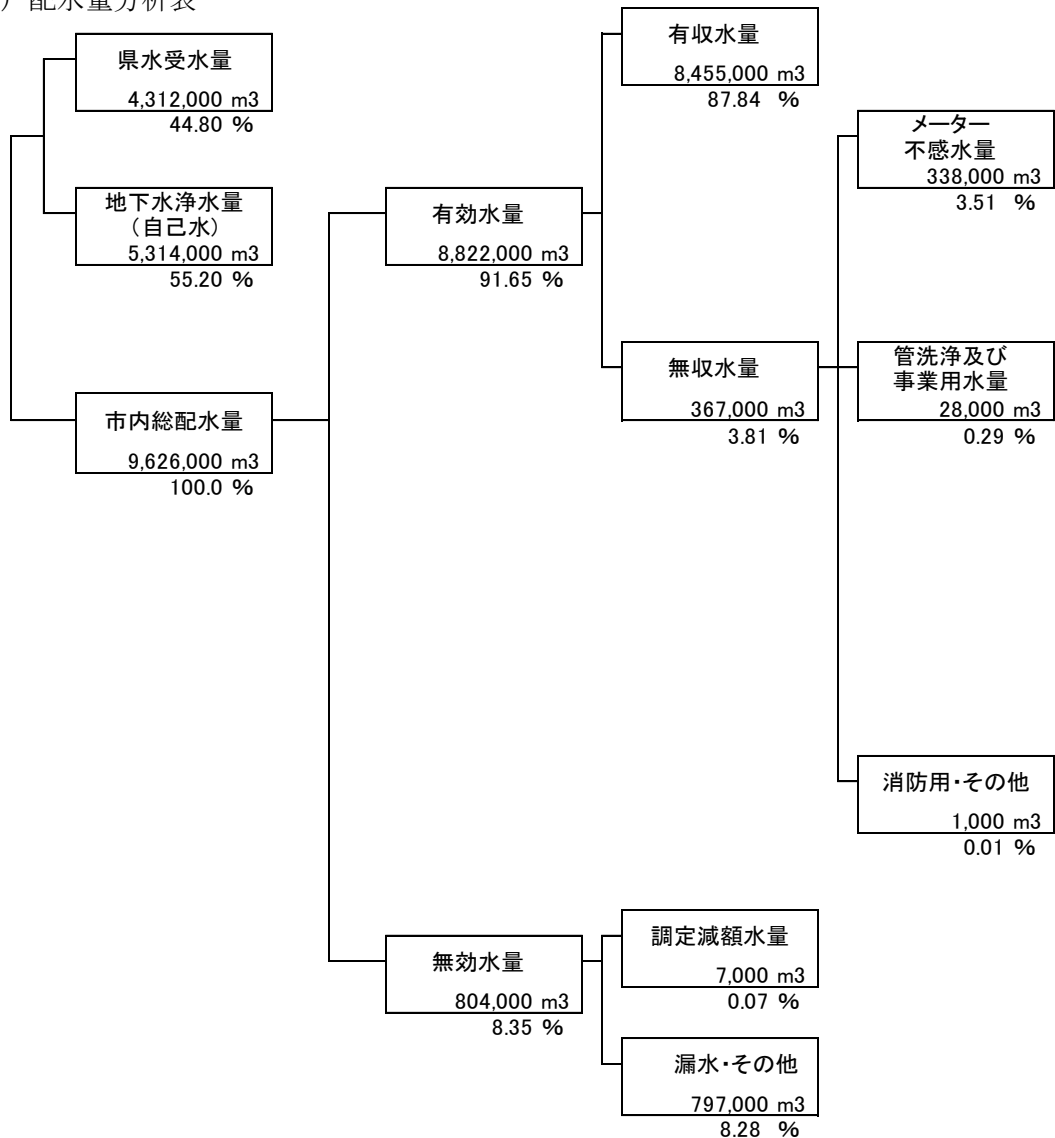 ) 配水量分析表
県水受水量
4,312,000 m3
44.80 %
地下水浄水量
（自己水）
5,314,000 m3
55.20 %
市内総配水量
9,626,000 m3
100.0 %
有効水量
8,822,000 m3
91.65 %
無効水量
804,000 m3
8.35 %
有収水量
8,455,000 m3
87.84 %
無収水量
367,000 m3
3.81 %
調定減額水量
7,000 m3
0.07 %
漏水・その他
797,000 m3
8.28 %
メーター
不感水量
338,000 m3
3.51 %
管洗浄及び
事業用水量
28,000 m3
0.29 %
消防用・その他
1,000 m3
0.01 %